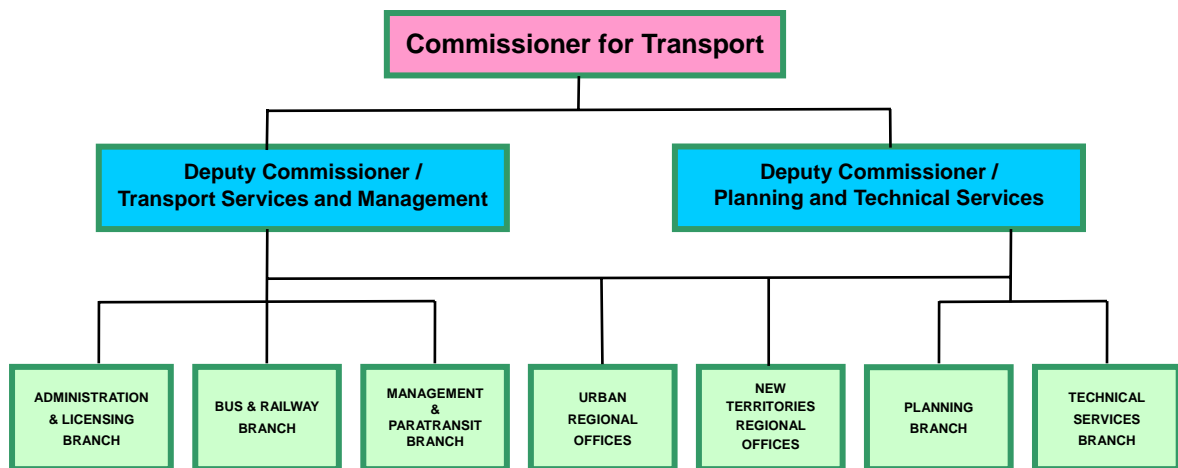 Commissioner for Transport
Deputy Commissioner /
Transport Services and Management
Deputy Commissioner /
Planning and Technical Services
ADMINISTRATION
& LICENSING
BRANCH
BUS & RAILWAY
BRANCH
MANAGEMENT
&
PARATRANSIT
BRANCH
URBAN
REGIONAL
OFFICES
NEW
TERRITORIES
REGIONAL
OFFICES
PLANNING
BRANCH
TECHNICAL
SERVICES
BRANCH